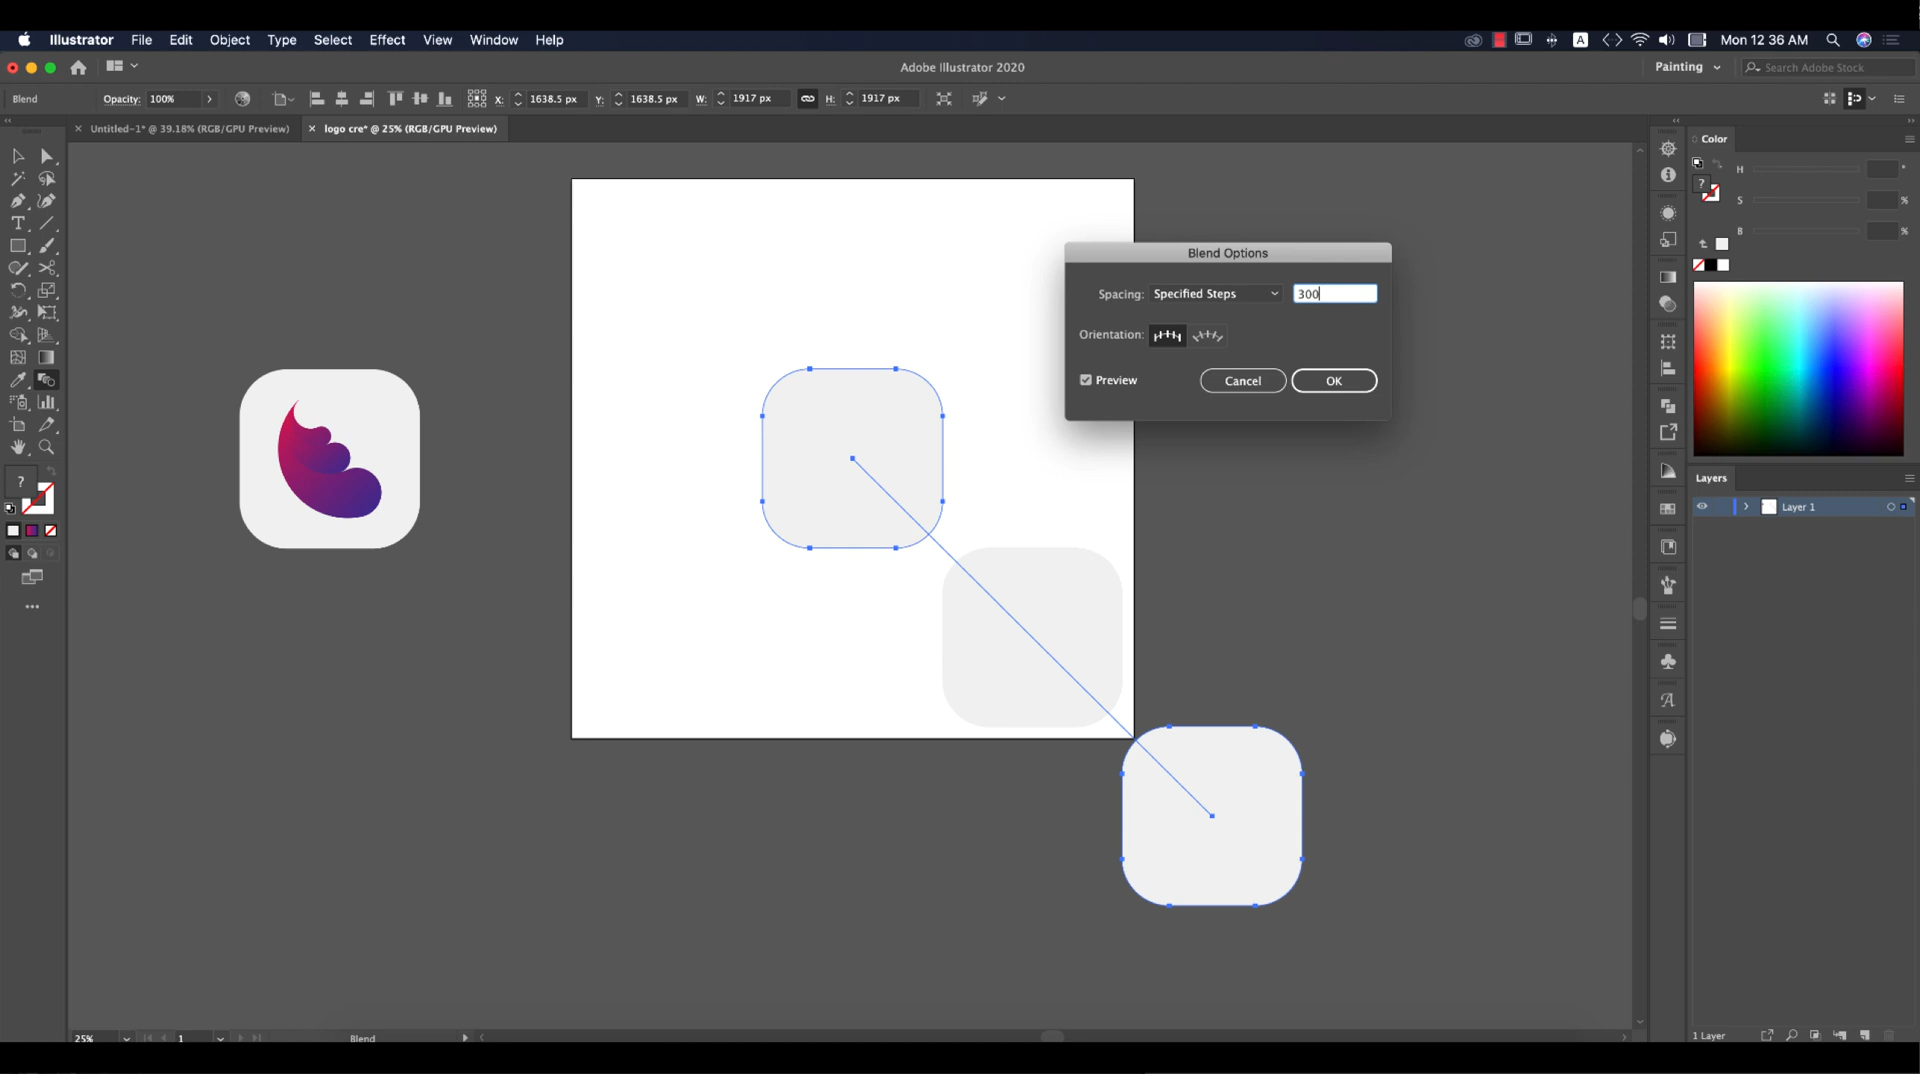 Illustrator File Edit Object Type Select Effect View Window Help
A Mon 12 36 AM
Adobe Illustrator 2020
Painting
Search Adobe Stock
Blend
Opacity: 100%
X: 1638.5 px Y: 1638.5 px W: 1917 px H: 1917 px
× Untitled-1* @ 39.18% (RGB/GPU Preview)
× logo cre* @ 25% (RGB/GPU Preview)
Color
H °
S %
B %
?
Blend Options
Spacing: Specified Steps 300
Orientation:
Preview
Cancel
OK
?
Layers
Layer 1
25%
1
Blend
1 Layer